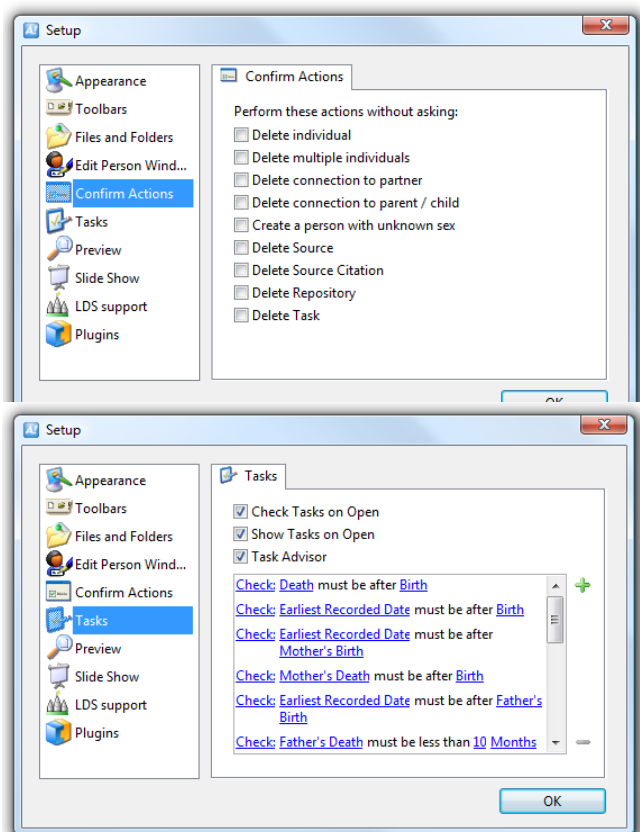 Setup
Appearance
Toolbars
Files and Folders
Edit Person Wind...
Confirm Actions
Tasks
Preview
Slide Show
LDS support
Plugins
Confirm Actions
Perform these actions without asking:
Delete individual
Delete multiple individuals
Delete connection to partner
Delete connection to parent / child
Create a person with unknown sex
Delete Source
Delete Source Citation
Delete Repository
Delete Task
OK
Setup
Appearance
Toolbars
Files and Folders
Edit Person Wind...
Confirm Actions
Tasks
Preview
Slide Show
LDS support
Plugins
Tasks
Check Tasks on Open
Show Tasks on Open
Task Advisor
Check: Death must be after Birth
Check: Earliest Recorded Date must be after Birth
Check: Earliest Recorded Date must be after
Mother's Birth
Check: Mother's Death must be after Birth
Check: Earliest Recorded Date must be after Father's
Birth
Check: Father's Death must be less than 10 Months
OK